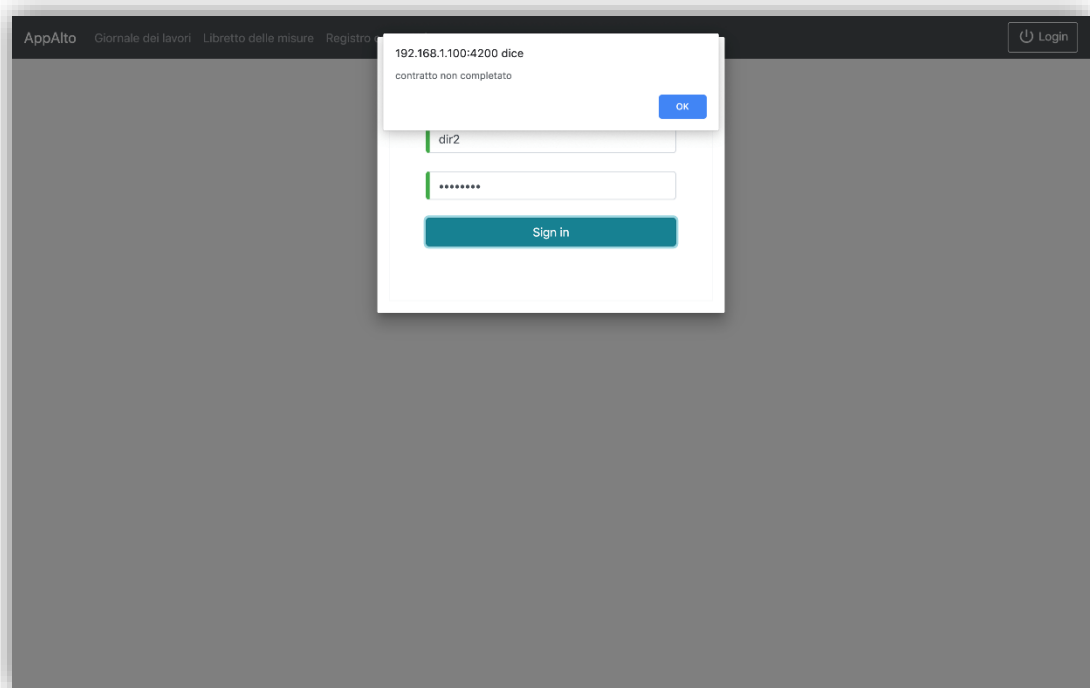 AppAlto Giornale dei lavori Libretto delle misure Registro Login
192.168.1.100:4200 dice
contratto non completato
OK
dir2
••••••••
Sign in